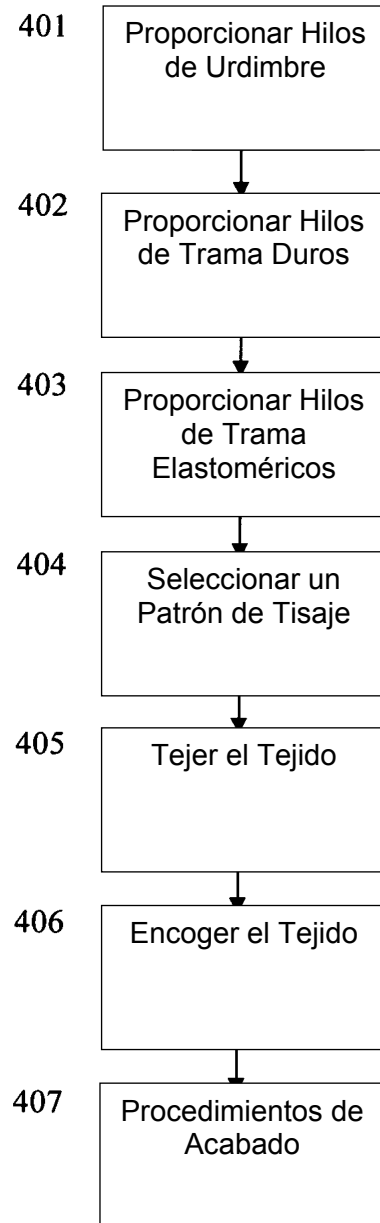 401
Proporcionar Hilos
de Urdimbre
402
Proporcionar Hilos
de Trama Duros
403
Proporcionar Hilos
de Trama
Elastoméricos
404
Seleccionar un
Patrón de Tisaje
405
Tejer el Tejido
406
Encoger el Tejido
407
Procedimientos de
Acabado